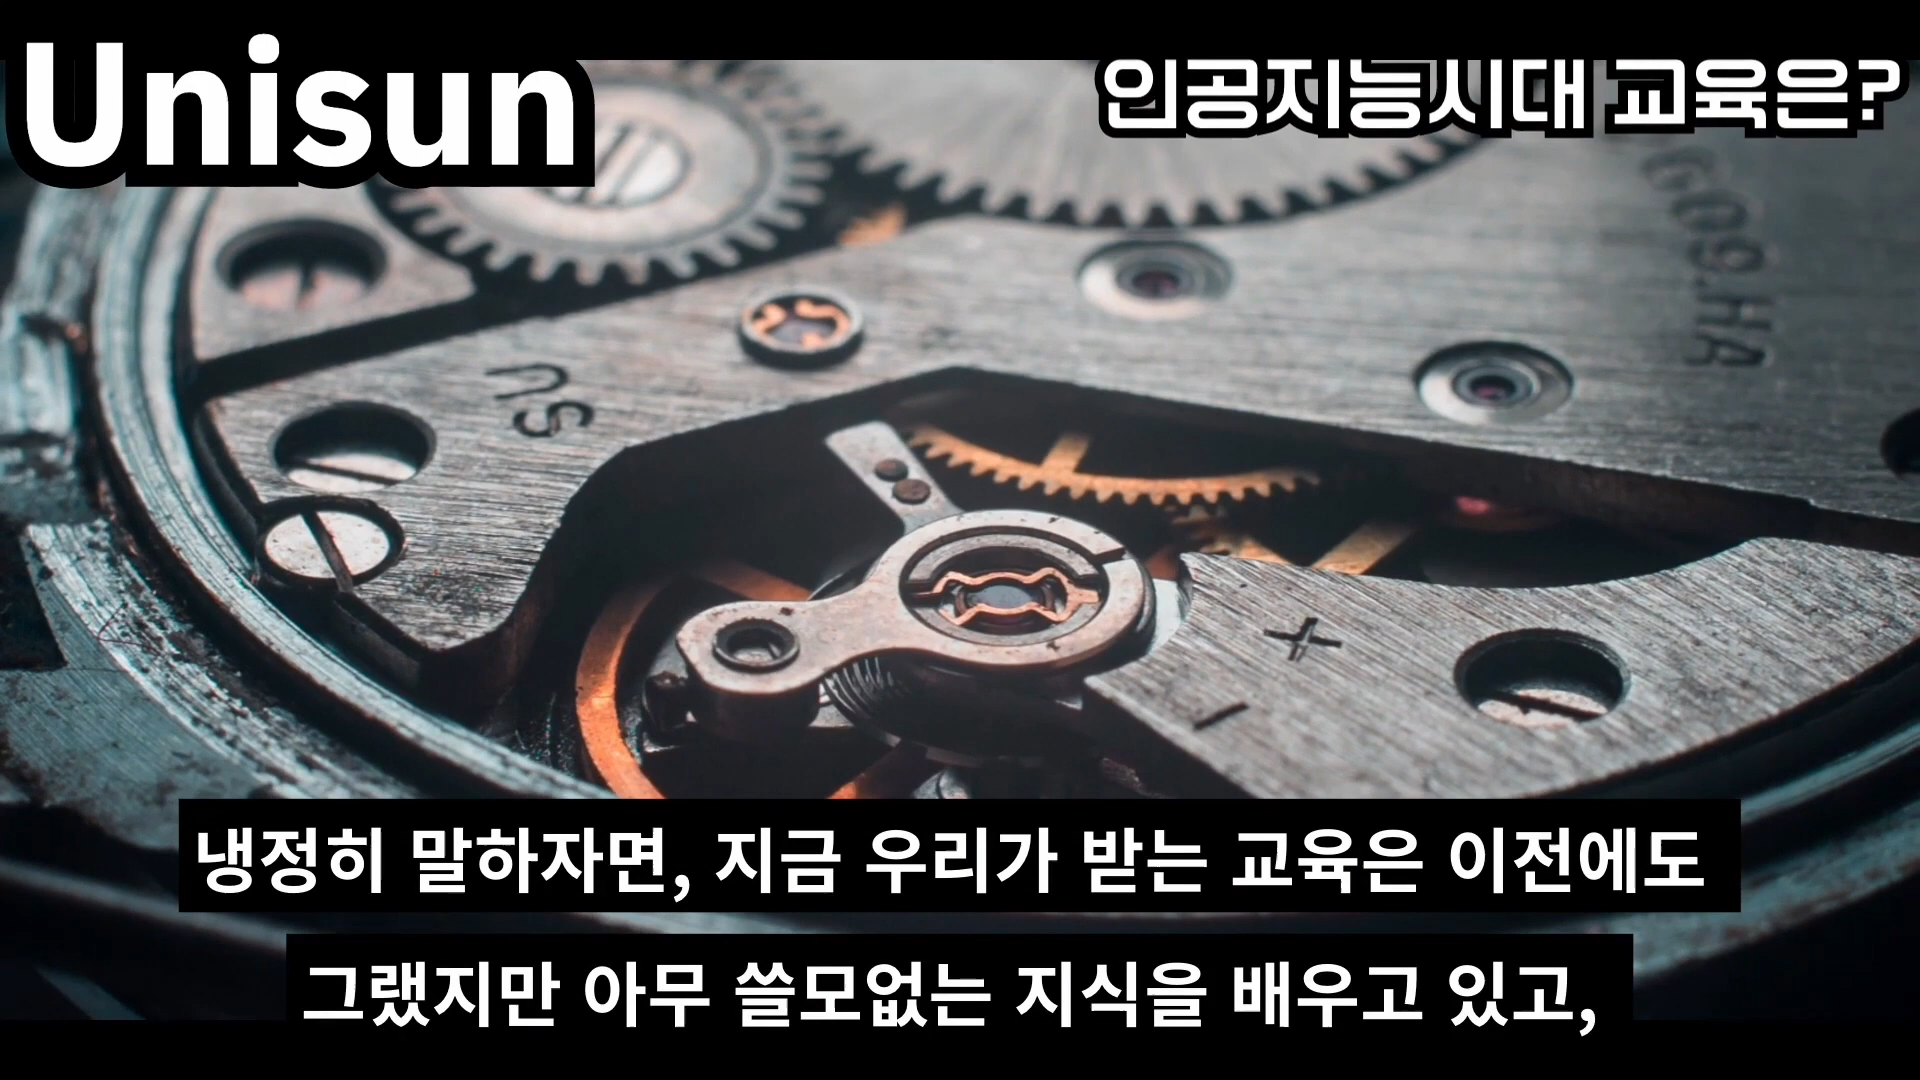 Unisun
인공지능시대 교육은?
SU
+
-
냉정히 말하자면, 지금 우리가 받는 교육은 이전에도
그랬지만 아무 쓸모없는 지식을 배우고 있고,